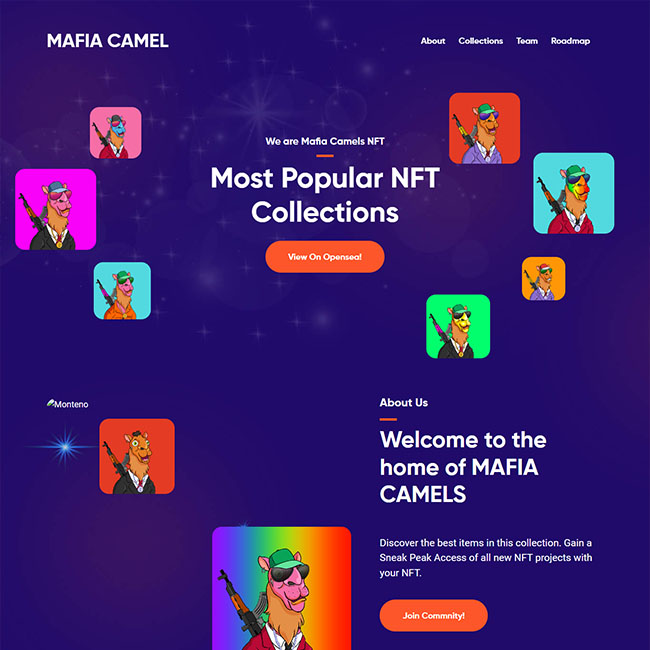 MAFIA CAMEL
About Collections Team Roadmap
We are Mafia Camels NFT
Most Popular NFT
Collections
View On Opensea!
Monteno
About Us
Welcome to the
home of MAFIA
CAMELS
Discover the best items in this collection. Gain a
Sneak Peak Access of all new NFT projects with
your NFT.
Join Commnity!